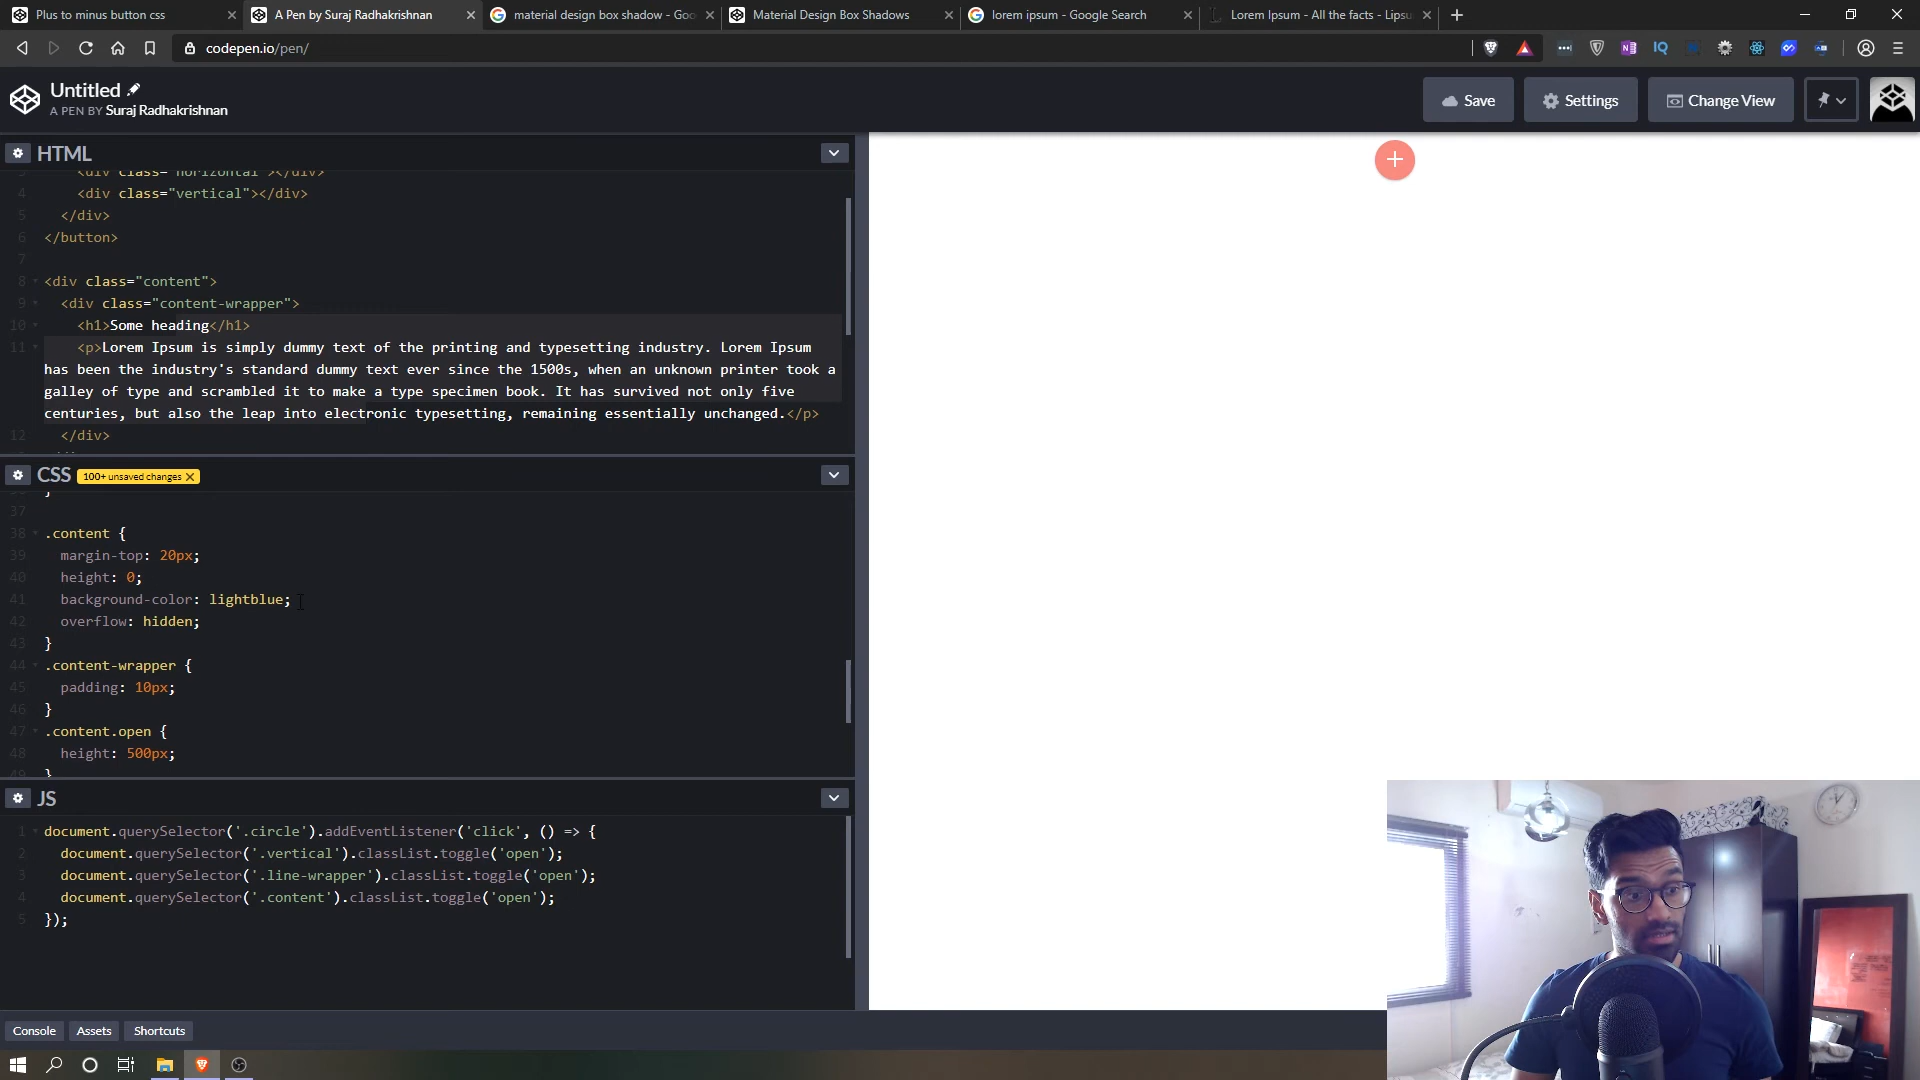 Plus to minus button css
A Pen by Suraj Radhakrishnan
material design box shadow - Goo
Material Design Box Shadows
lorem ipsum - Google Search
Lorem Ipsum - All the facts - Lipsu
codepen.io/pen/
Untitled
A PEN BY Suraj Radhakrishnan
Save
Settings
Change View
HTML
3 <div class="horizontal"></div>
4 <div class="vertical"></div>
5 </div>
6 </button>
7
8 <div class="content">
9 <div class="content-wrapper">
10 <h1>Some heading</h1>
11 <p>Lorem Ipsum is simply dummy text of the printing and typesetting industry. Lorem Ipsum
has been the industry's standard dummy text ever since the 1500s, when an unknown printer took a
galley of type and scrambled it to make a type specimen book. It has survived not only five
centuries, but also the leap into electronic typesetting, remaining essentially unchanged.</p>
12 </div>
CSS 100+ unsaved changes X
36 }
37
38 .content {
39 margin-top: 20px;
40 height: 0;
41 background-color: lightblue;
42 overflow: hidden;
43 }
44 .content-wrapper {
45 padding: 10px;
46 }
47 .content.open {
48 height: 500px;
49 }
JS
1 document.querySelector('.circle').addEventListener('click', () => {
2 document.querySelector('.vertical').classList.toggle('open');
3 document.querySelector('.line-wrapper').classList.toggle('open');
4 document.querySelector('.content').classList.toggle('open');
5 });
Console
Assets
Shortcuts